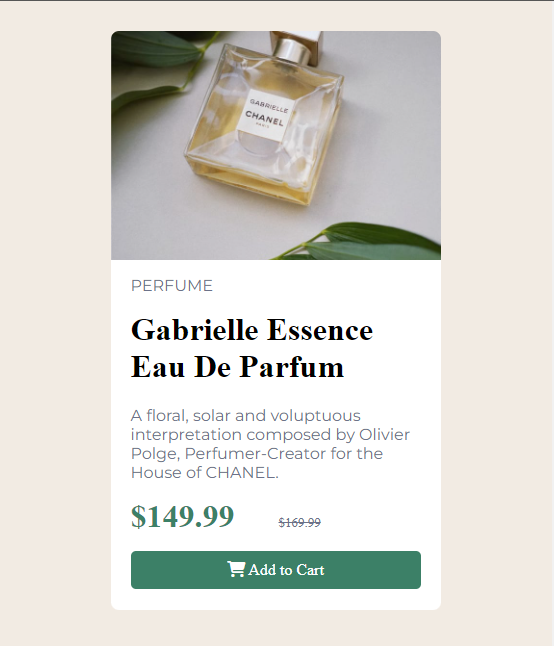 GABRIELLE
CHANEL
PARIS
PERFUME
Gabrielle Essence
Eau De Parfum
A floral, solar and voluptuous
interpretation composed by Olivier
Polge, Perfumer-Creator for the
House of CHANEL.
$149.99 $169.99
Add to Cart